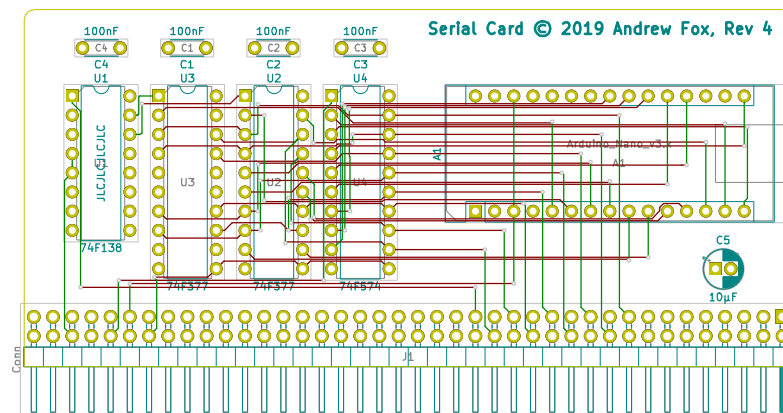 Serial Card © 2019 Andrew Fox, Rev 4
100nF 100nF 100nF 100nF
C4 C1 C2 C3
C4 C1 C2 C3
U1 U3 U2 U4
JLCJLCJLCJLC
A1
Arduino_Nano_v3.x
U3 U2 U4 A1
C5
74F138 74F377 74F377 74F574
10µF
Conn
J1